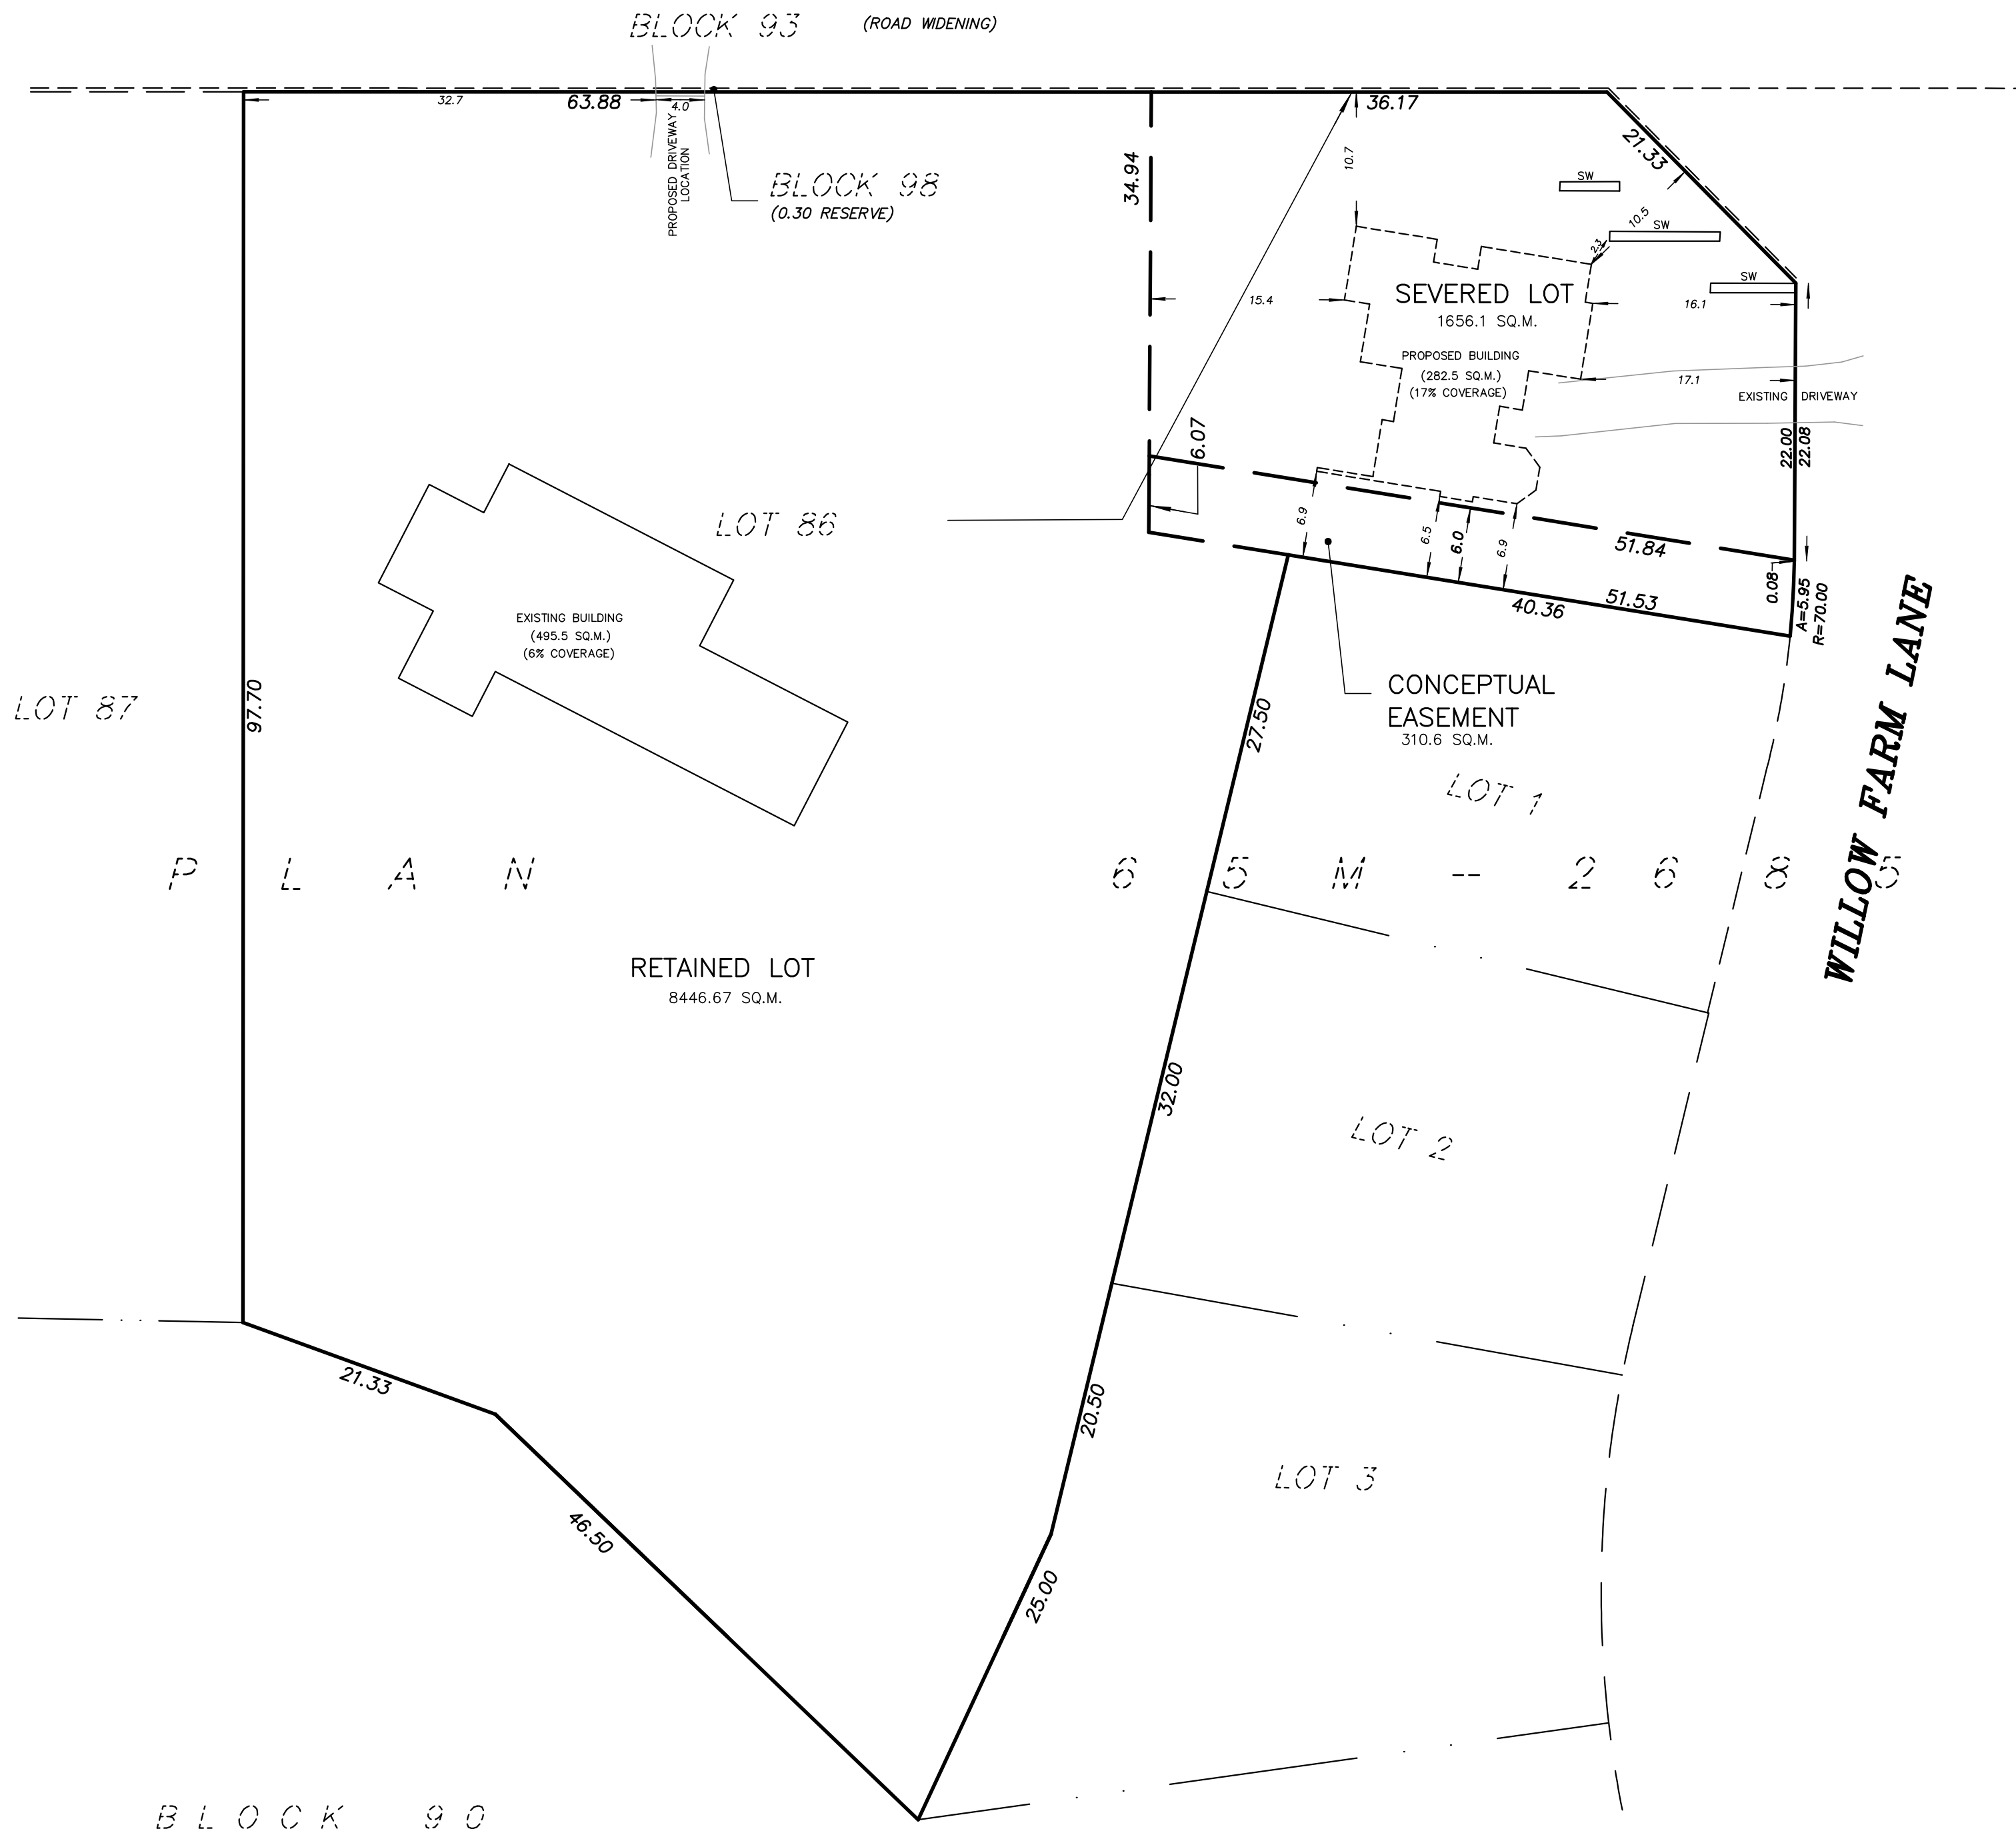 BLOCK 93
(ROAD WIDENING)
32.7
63.88
4.0
36.17
PROPOSED DRIVEWAY
LOCATION
BLOCK 98
(0.30 RESERVE)
34.94
10.7
21.33
SW
10.5
SW
2.3
SW
15.4
SEVERED LOT
1656.1 SQ.M.
16.1
PROPOSED BUILDING
(282.5 SQ.M.)
(17% COVERAGE)
17.1
EXISTING DRIVEWAY
22.00
22.08
6.07
LOT 86
6.9
6.5
6.0
6.9
51.84
0.08
A=5.95
R=70.00
40.36
51.53
EXISTING BUILDING
(495.5 SQ.M.)
(6% COVERAGE)
WILLOW FARM LANE
LOT 87
97.70
27.50
CONCEPTUAL
EASEMENT
310.6 SQ.M.
LOT 1
PLAN 65M-2685
RETAINED LOT
8446.67 SQ.M.
32.00
LOT 2
21.33
20.50
LOT 3
46.50
25.00
BLOCK 90